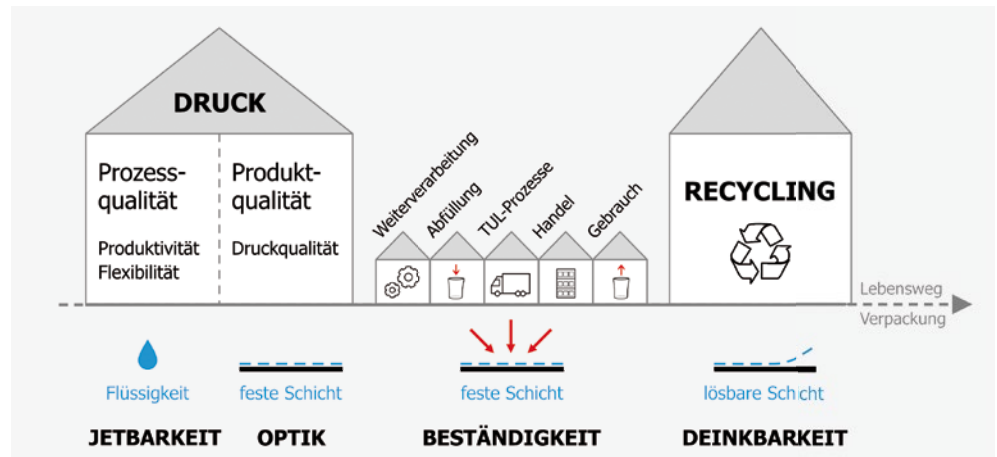 DRUCK
Prozess-
qualität
Produktivität
Flexibilität
Produkt-
qualität
Druckqualität
Weiterverarbeitung
Abfüllung
TUL-Prozesse
Handel
Gebrauch
RECYCLING
Lebensweg
Verpackung
Flüssigkeit
feste Schicht
feste Schicht
lösbare Schicht
JETBARKEIT
OPTIK
BESTÄNDIGKEIT
DEINKBARKEIT